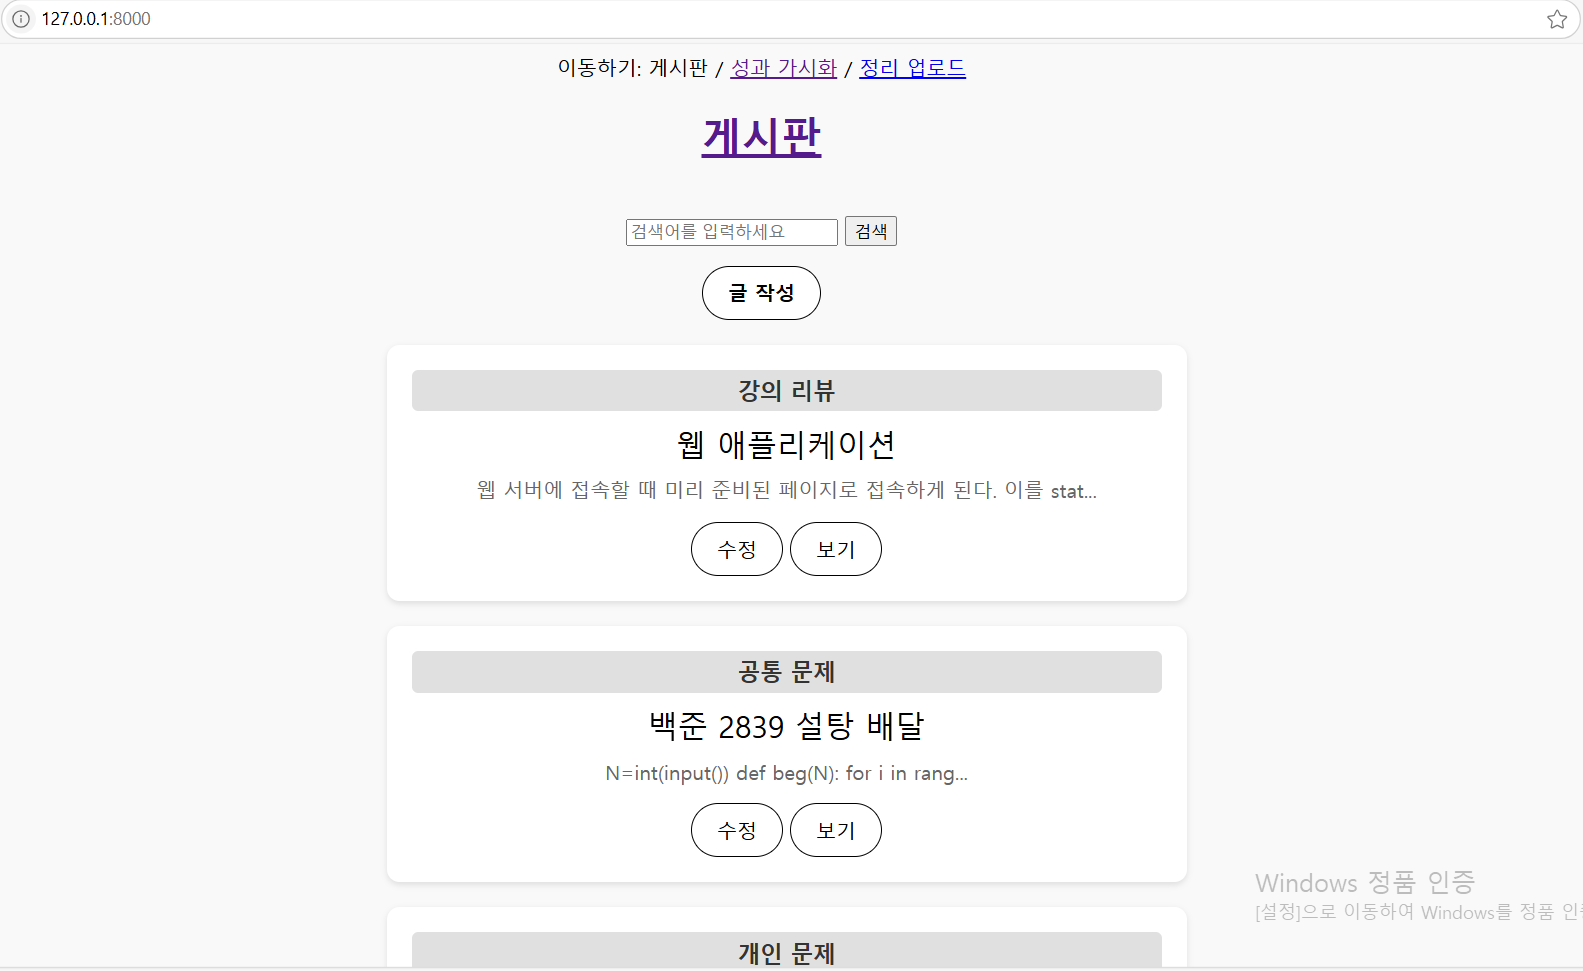 127.0.0.1:8000
이동하기: 게시판 / 성과 가시화 / 정리 업로드
게시판
검색어를 입력하세요 검색
글 작성
강의 리뷰
웹 애플리케이션
웹 서버에 접속할 때 미리 준비된 페이지로 접속하게 된다. 이를 stat...
수정 보기
공통 문제
백준 2839 설탕 배달
N=int(input()) def beg(N): for i in rang...
수정 보기
개인 문제
Windows 정품 인증
[설정]으로 이동하여 Windows를 정품